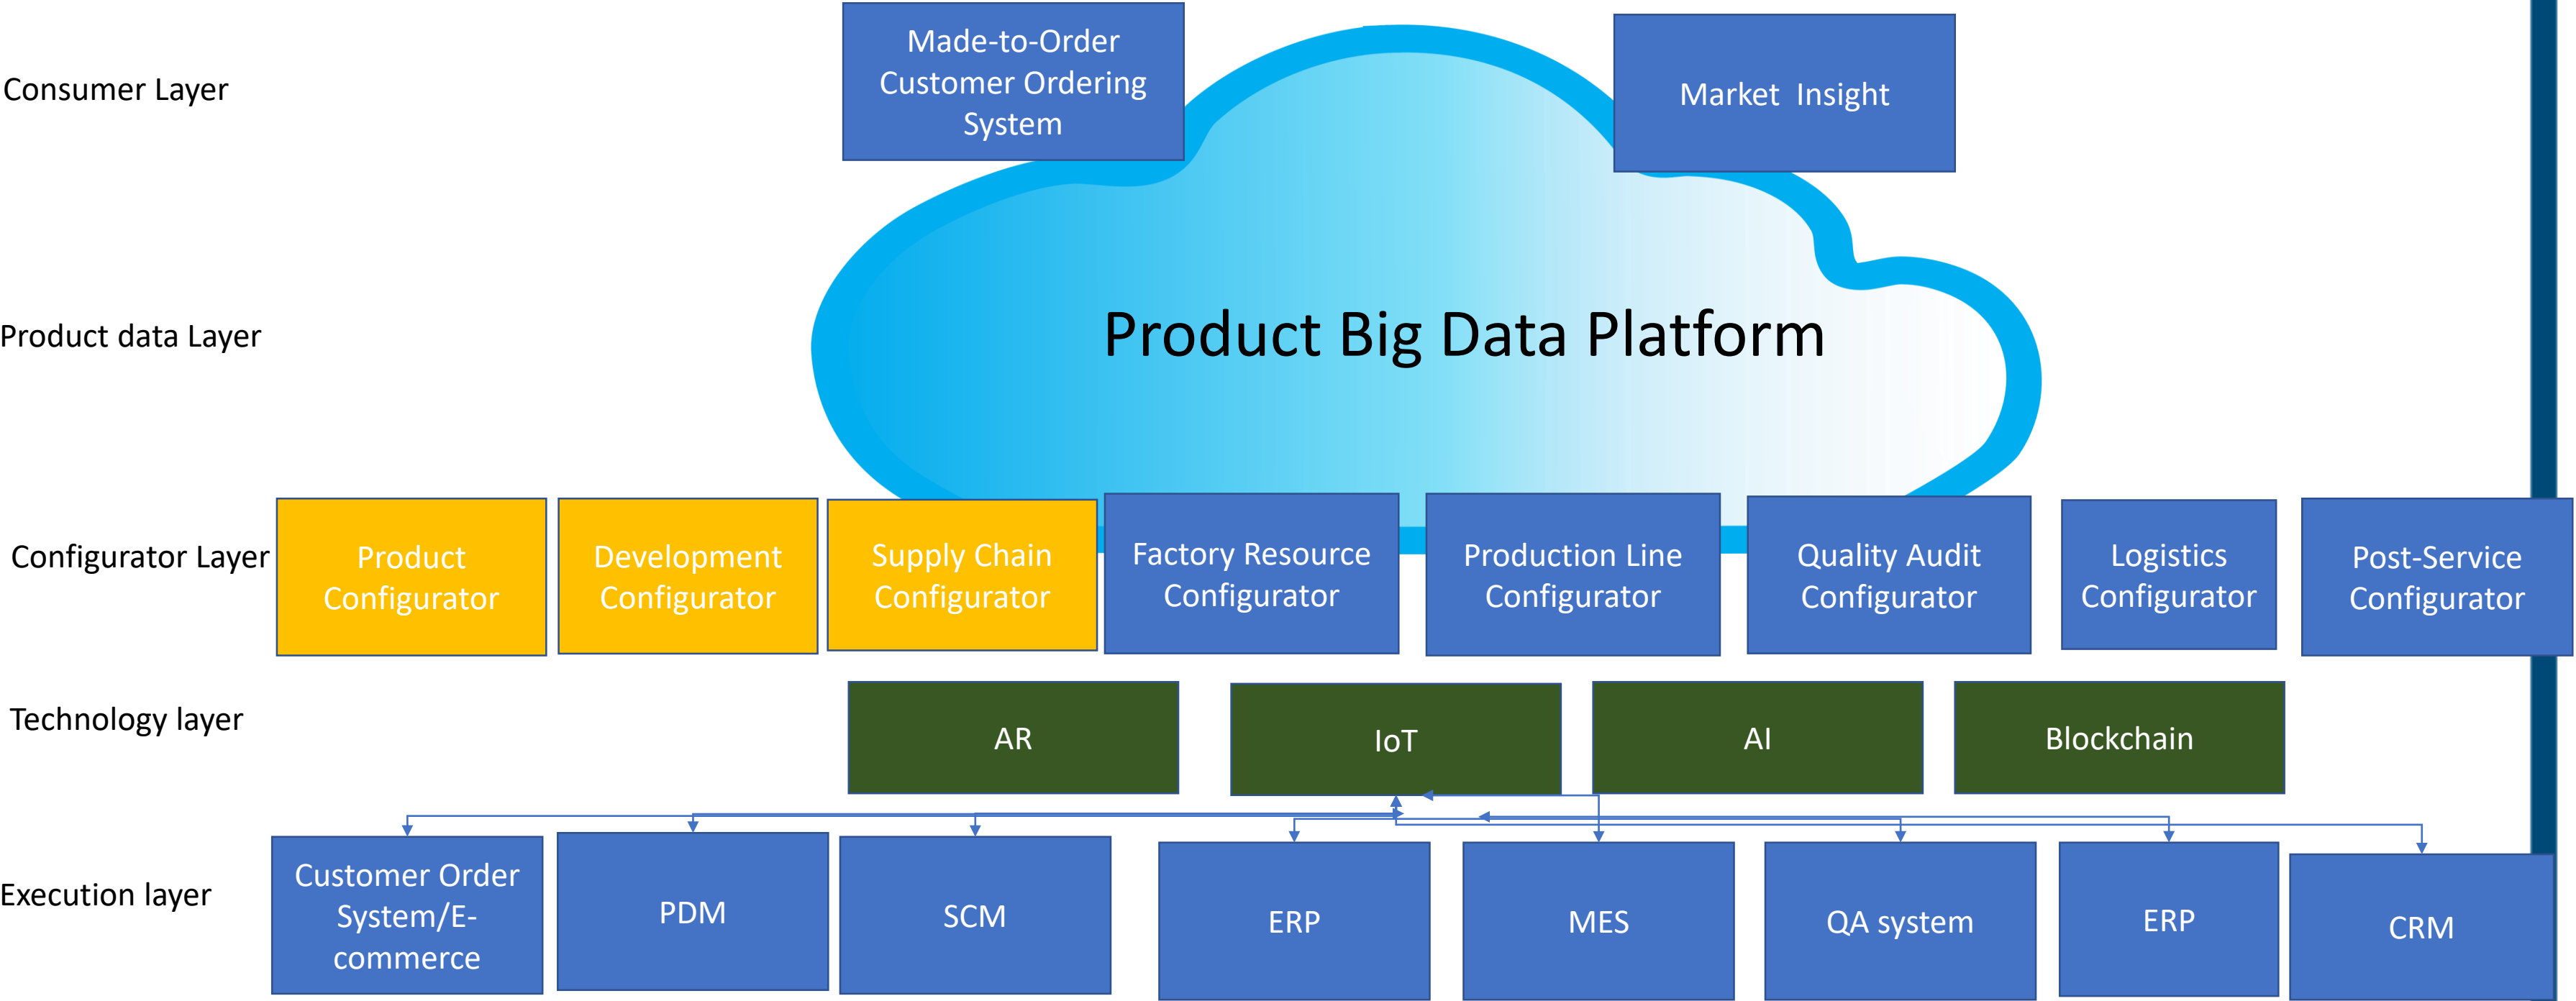 Consumer Layer
Made-to-Order
Customer Ordering
System
Market Insight
Product data Layer
Product Big Data Platform
Configurator Layer
Product
Configurator
Development
Configurator
Supply Chain
Configurator
Factory Resource
Configurator
Production Line
Configurator
Quality Audit
Configurator
Logistics
Configurator
Post-Service
Configurator
Technology layer
AR
IoT
AI
Blockchain
Execution layer
Customer Order
System/E-
commerce
PDM
SCM
ERP
MES
QA system
ERP
CRM